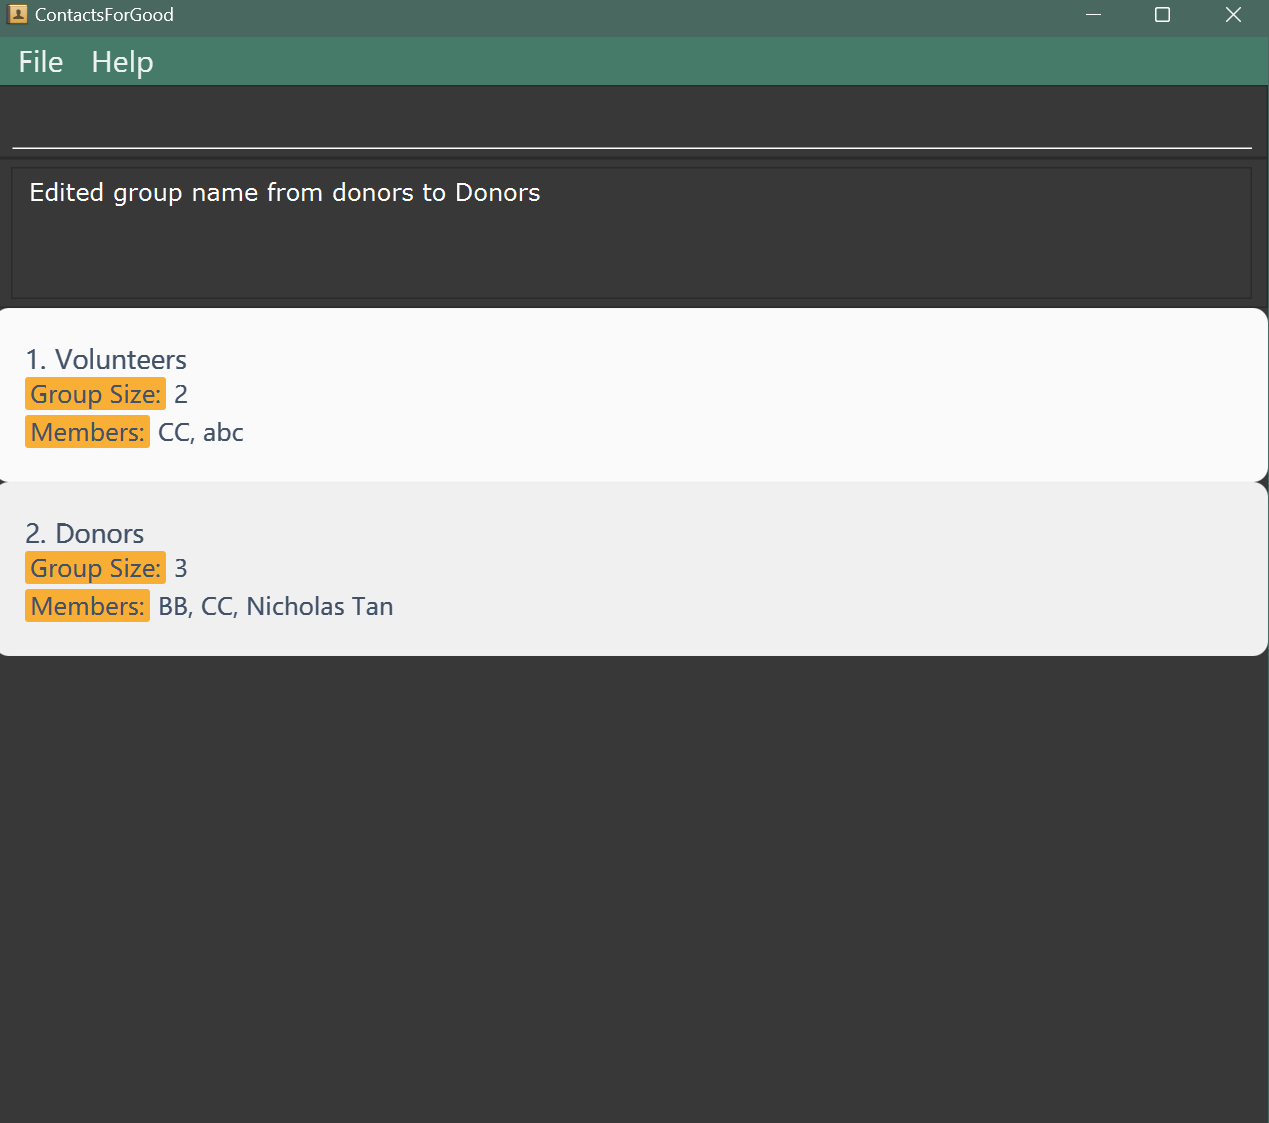 ContactsForGood
File Help
Edited group name from donors to Donors
1. Volunteers
Group Size: 2
Members: CC, abc
2. Donors
Group Size: 3
Members: BB, CC, Nicholas Tan